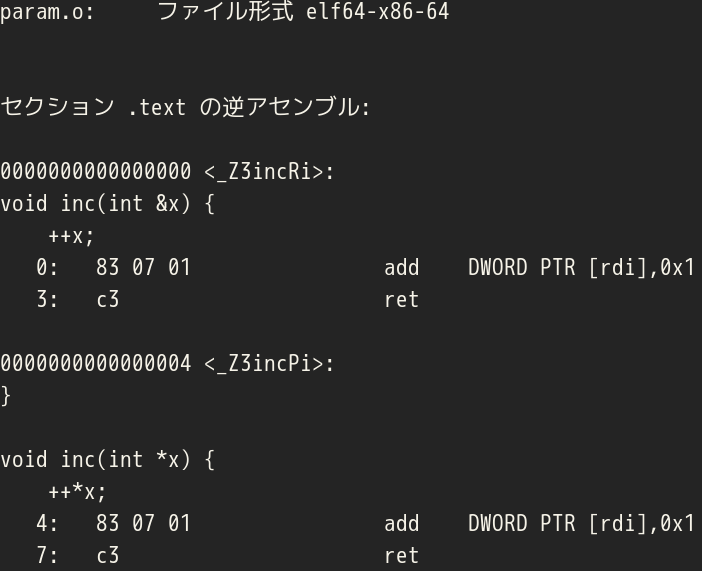 param.o:     ファイル形式 elf64-x86-64
セクション .text の逆アセンブル:
0000000000000000 <_Z3incRi>:
void inc(int &x) {
    ++x;
   0:   83 07 01                add    DWORD PTR [rdi],0x1
   3:   c3                      ret
0000000000000004 <_Z3incPi>:
}
void inc(int *x) {
    ++*x;
   4:   83 07 01                add    DWORD PTR [rdi],0x1
   7:   c3                      ret